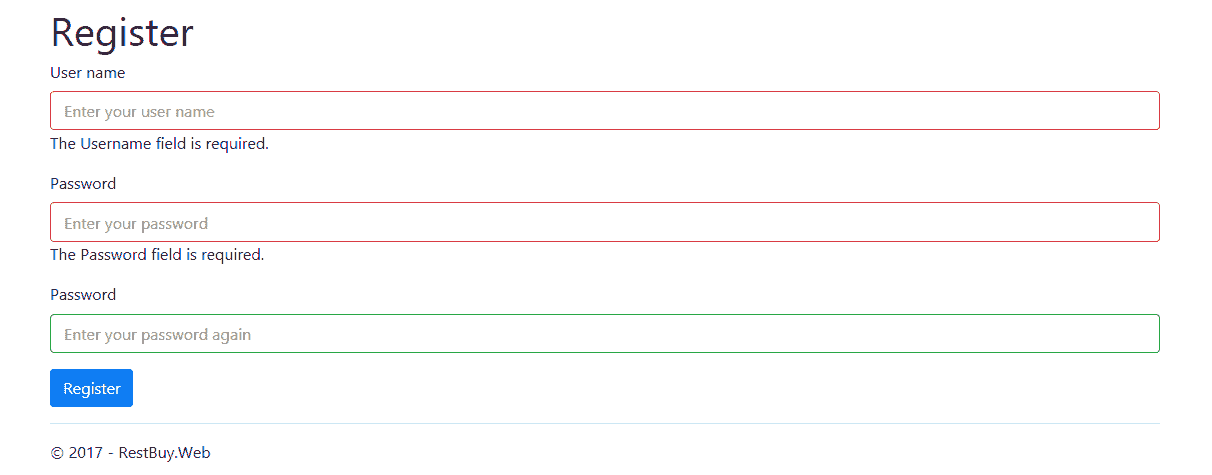 Register
User name
Enter your user name
The Username field is required.
Password
Enter your password
The Password field is required.
Password
Enter your password again
Register
© 2017 - RestBuy.Web